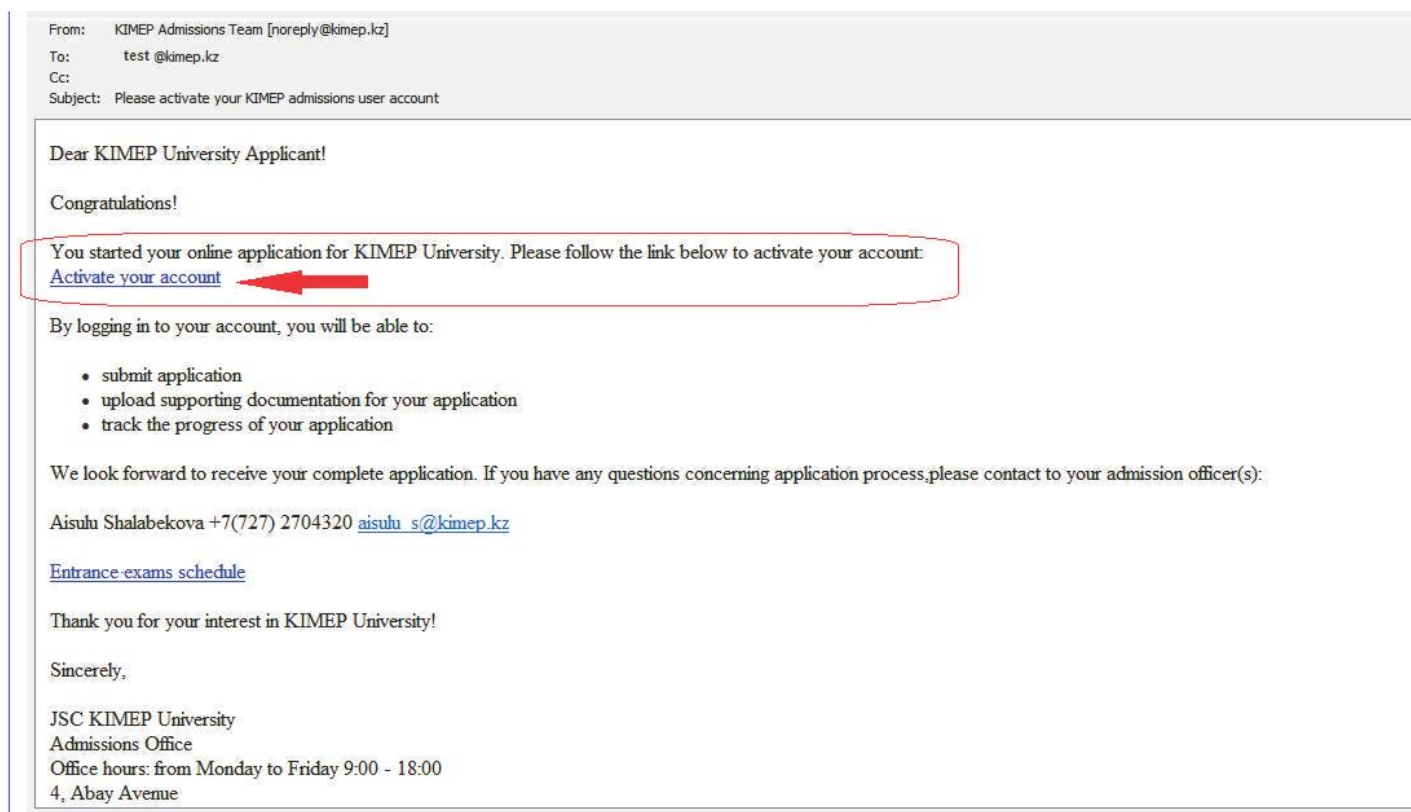 From: KIMEP Admissions Team [noreply@kimep.kz]
To: test @kimep.kz
Cc:
Subject: Please activate your KIMEP admissions user account
Dear KIMEP University Applicant!
Congratulations!
You started your online application for KIMEP University. Please follow the link below to activate your account:
Activate your account
By logging in to your account, you will be able to:
• submit application
• upload supporting documentation for your application
• track the progress of your application
We look forward to receive your complete application. If you have any questions concerning application process,please contact to your admission officer(s):
Aisulu Shalabekova +7(727) 2704320 aisulu_s@kimep.kz
Entrance exams schedule
Thank you for your interest in KIMEP University!
Sincerely,
JSC KIMEP University
Admissions Office
Office hours: from Monday to Friday 9:00 - 18:00
4, Abay Avenue